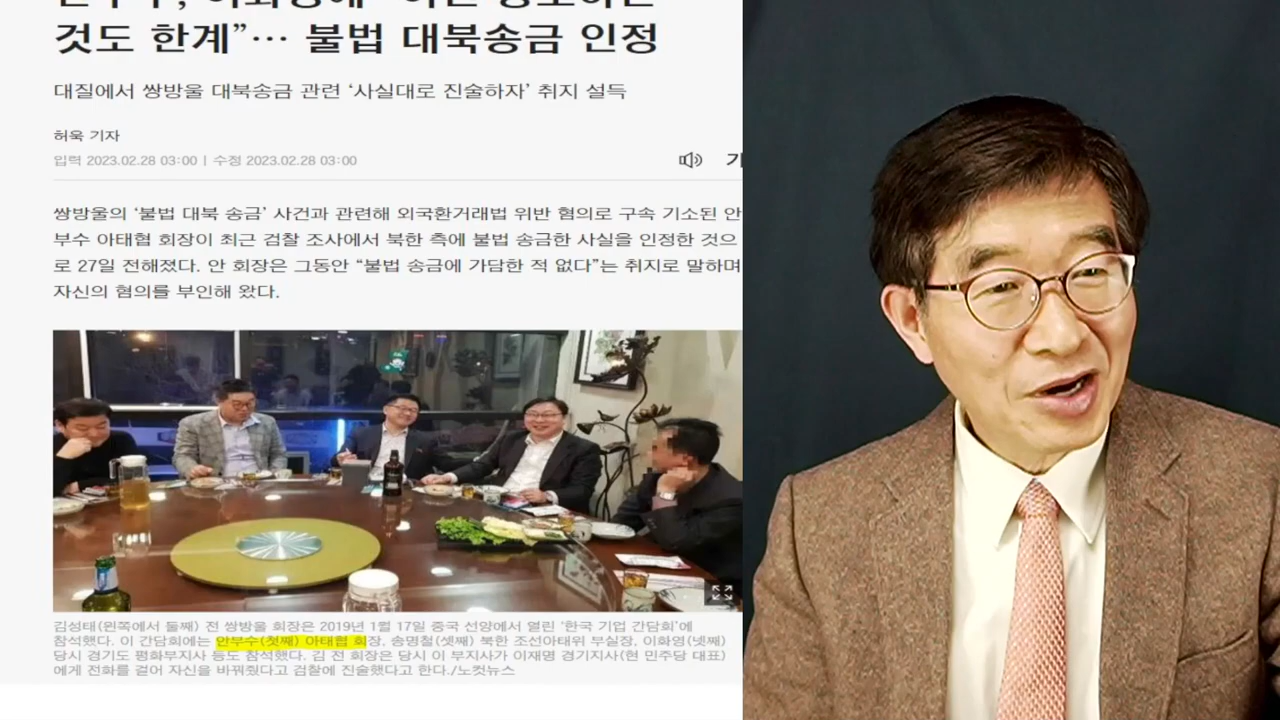 것도 한계”… 불법 대북송금 인정
대질에서 쌍방울 대북송금 관련 ‘사실대로 진술하자’ 취지 설득
허욱 기자
입력 2023.02.28 03:00 | 수정 2023.02.28 03:00
가
쌍방울의 ‘불법 대북 송금’ 사건과 관련해 외국환거래법 위반 혐의로 구속 기소된 안
부수 아태협 회장이 최근 검찰 조사에서 북한 측에 불법 송금한 사실을 인정한 것으
로 27일 전해졌다. 안 회장은 그동안 “불법 송금에 가담한 적 없다”는 취지로 말하며
자신의 혐의를 부인해 왔다.
김성태(왼쪽에서 둘째) 전 쌍방울 회장은 2019년 1월 17일 중국 선양에서 열린 ‘한국 기업 간담회’에
참석했다. 이 간담회에는 안부수(첫째) 아태협 회장, 송명철(셋째) 북한 조선아태위 부실장, 이화영(넷째)
당시 경기도 평화부지사 등도 참석했다. 김 전 회장은 당시 이 부지사가 이재명 경기지사(현 민주당 대표)
에게 전화를 걸어 자신을 바꿔줬다고 검찰에 진술했다고 한다./노컷뉴스